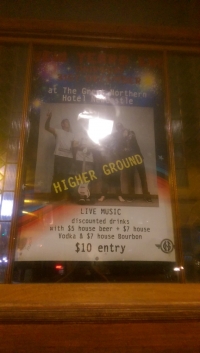 at The Great Northern
Hotel Newcastle
HIGHER GROUND
LIVE MUSIC
discounted drinks
with $5 house beer + $7 house
Vodka & $7 house Bourbon
$10 entry